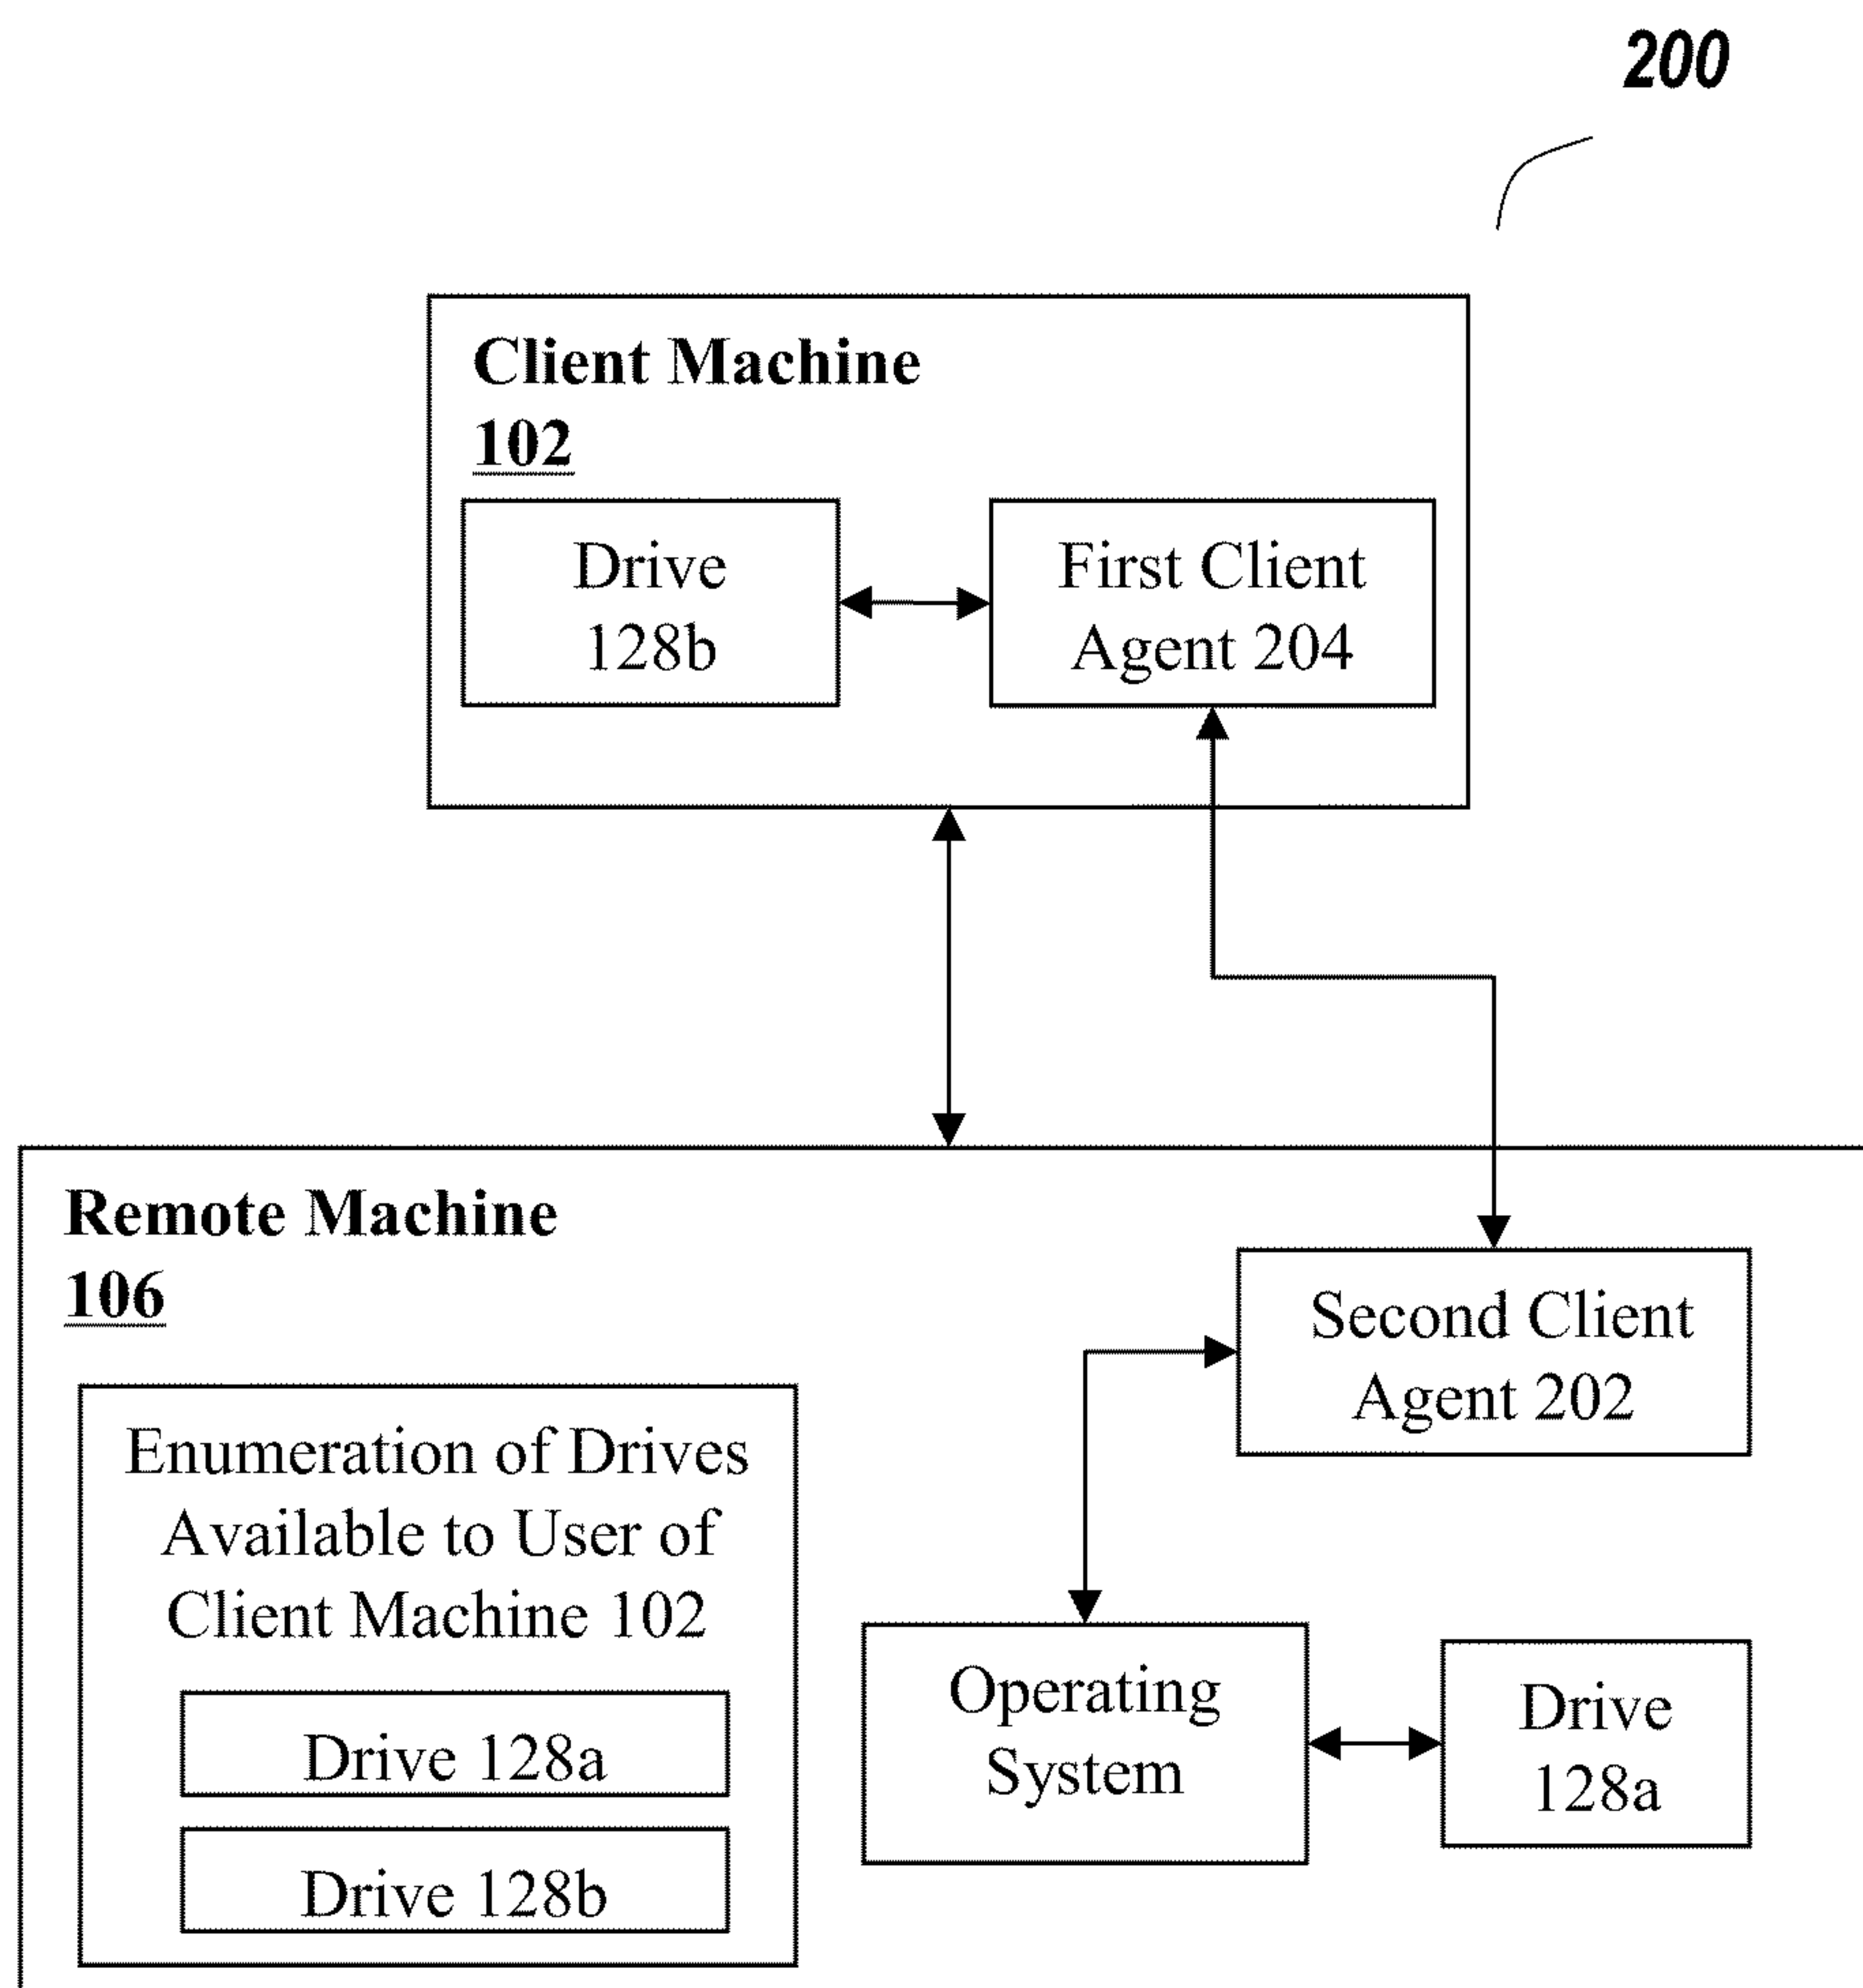 200
Client Machine
102
Drive
128b
First Client
Agent 204
Remote Machine
106
Second Client
Agent 202
Enumeration of Drives
Available to User of
Client Machine 102
Drive 128a
Drive 128b
Operating
System
Drive
128a